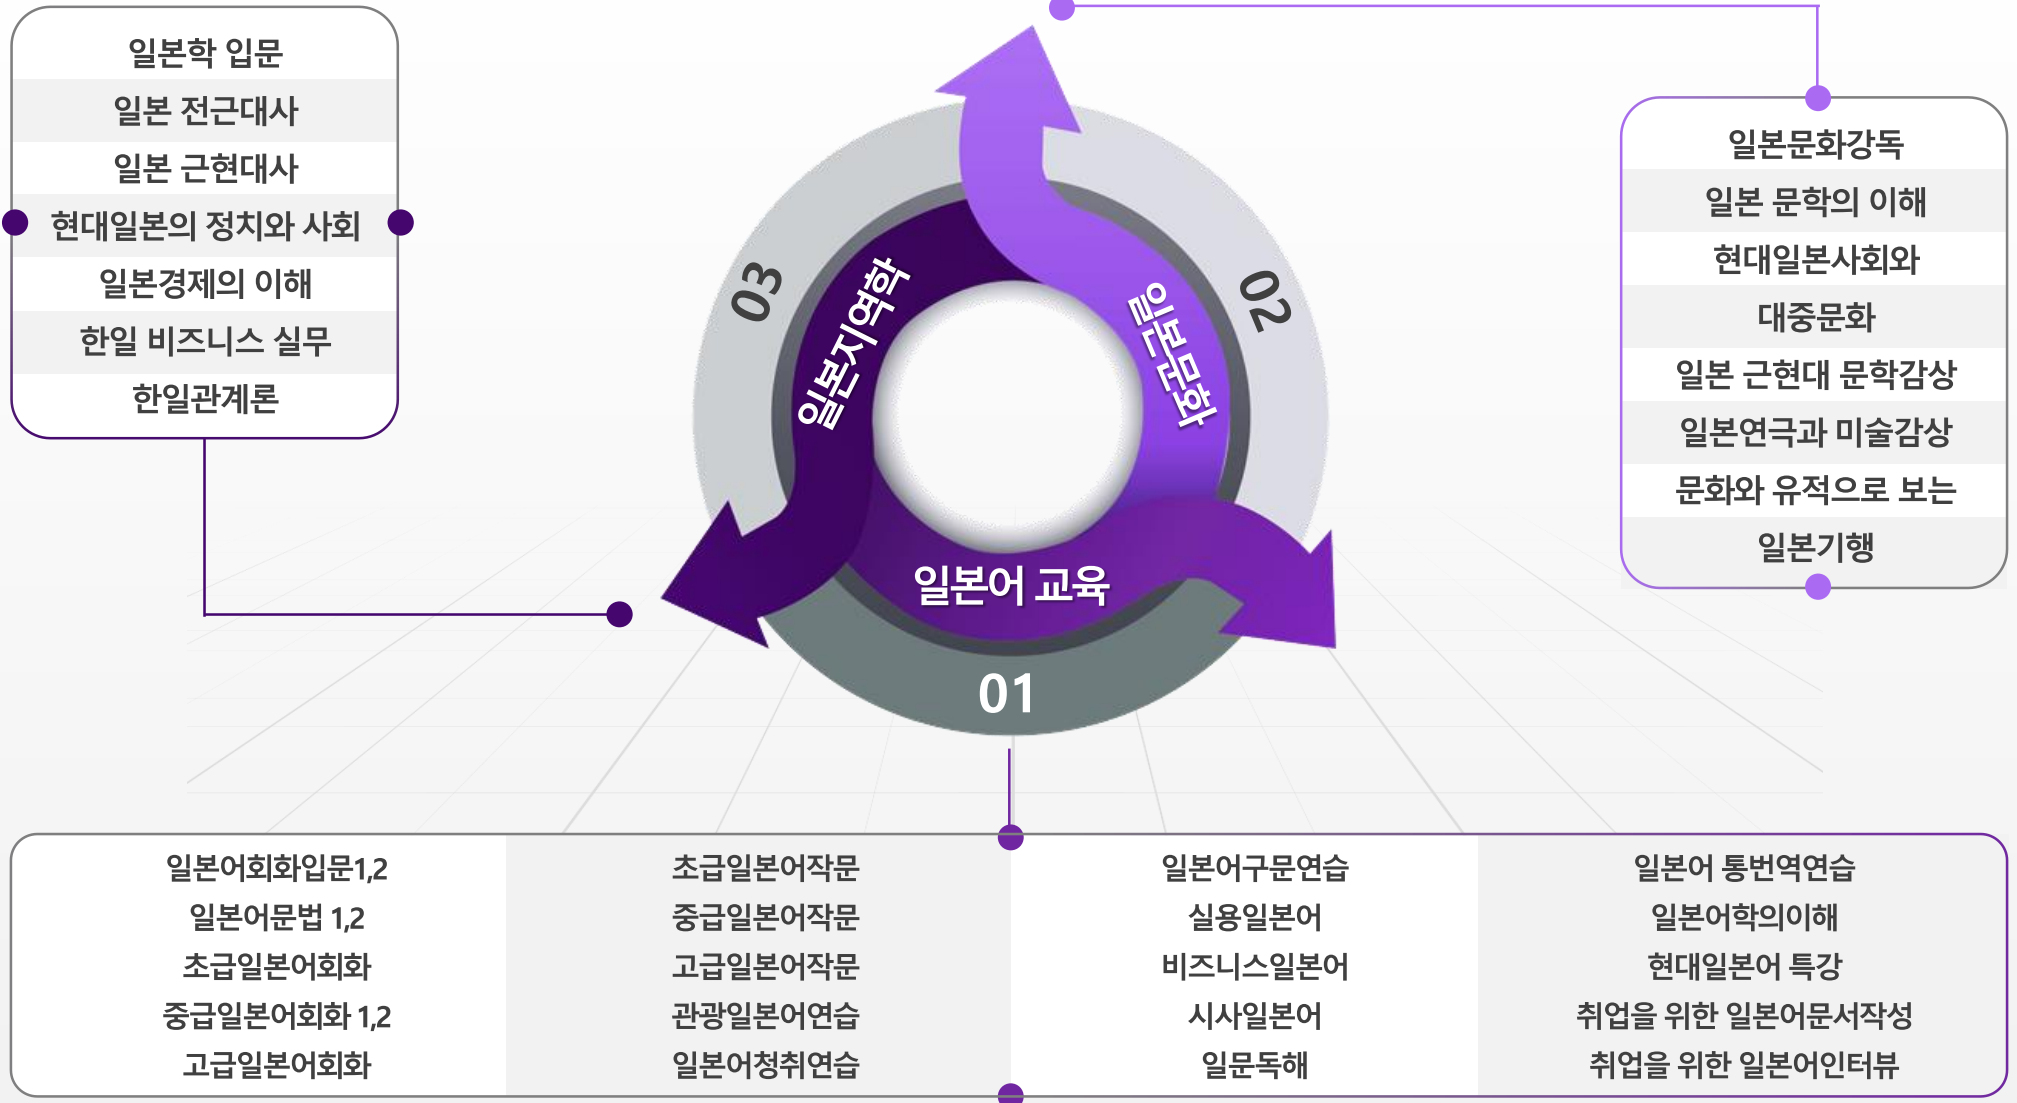 일본학 입문
일본 전근대사
일본 근현대사
현대일본의 정치와 사회
일본경제의 이해
한일 비즈니스 실무
한일관계론
03
일본지역학
02
일본문화
일본어 교육
01
일본문화강독
일본 문학의 이해
현대일본사회와
대중문화
일본 근현대 문학감상
일본연극과 미술감상
문화와 유적으로 보는
일본기행
일본어회화입문1,2
일본어문법 1,2
초급일본어회화
중급일본어회화 1,2
고급일본어회화
초급일본어작문
중급일본어작문
고급일본어작문
관광일본어연습
일본어청취연습
일본어구문연습
실용일본어
비즈니스일본어
시사일본어
일문독해
일본어 통번역연습
일본어학의이해
현대일본어 특강
취업을 위한 일본어문서작성
취업을 위한 일본어인터뷰